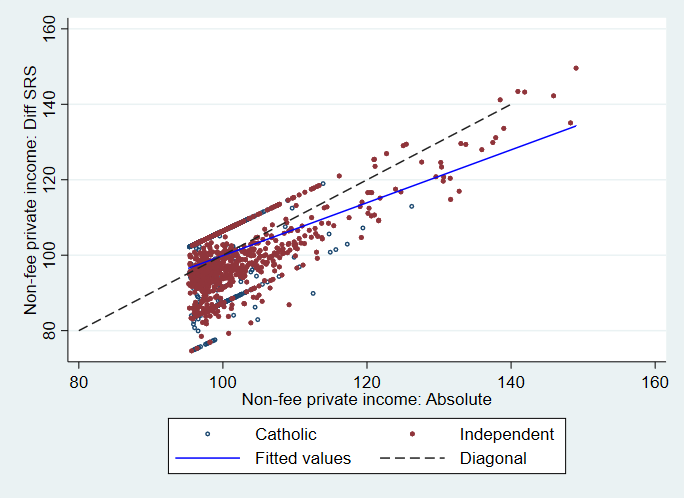 Non-fee private income: Diff SRS
160
140
120
100
80
80 100 120 140 160
Non-fee private income: Absolute
Catholic Independent
Fitted values Diagonal